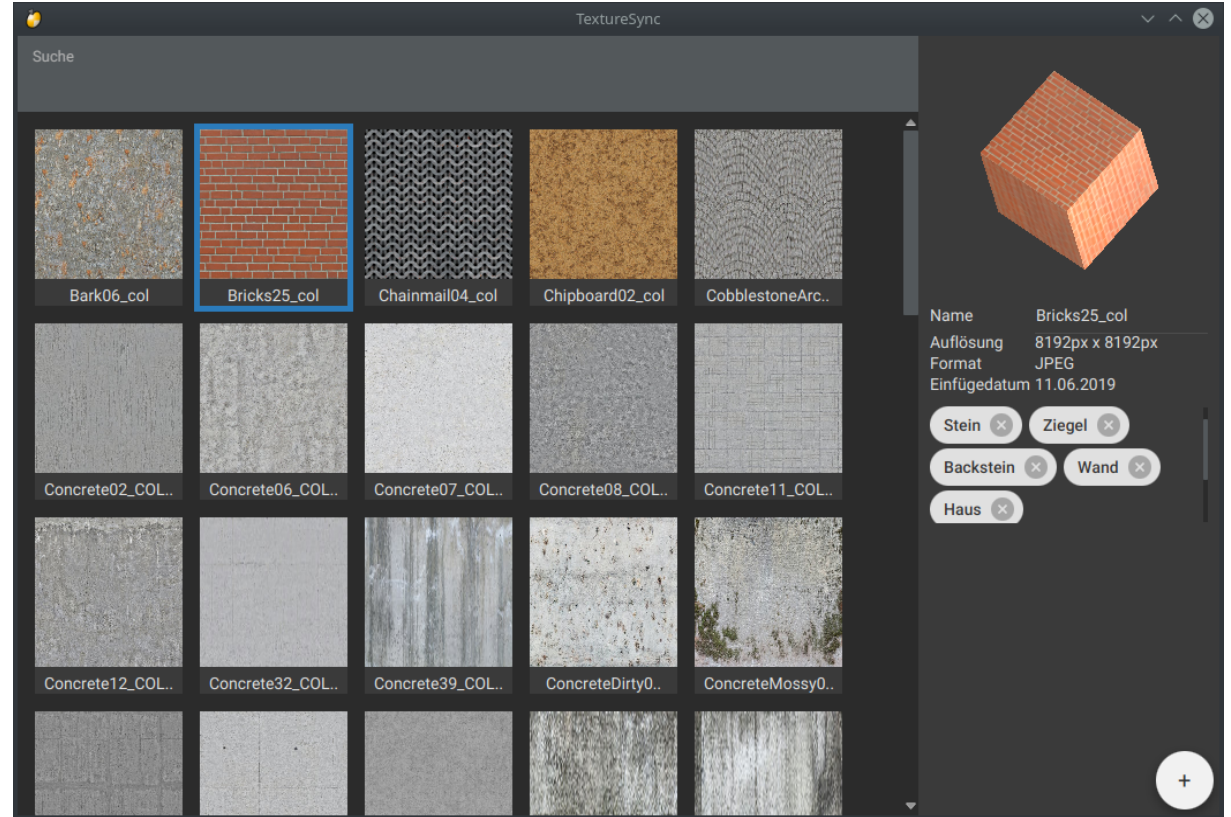 TextureSync
Suche
Bark06_col
Bricks25_col
Chainmail04_col
Chipboard02_col
CobblestoneArc..
Concrete02_COL..
Concrete06_COL..
Concrete07_COL..
Concrete08_COL..
Concrete11_COL..
Concrete12_COL..
Concrete32_COL..
Concrete39_COL..
ConcreteDirty0..
ConcreteMossy0..
Name Bricks25_col
Auflösung 8192px x 8192px
Format JPEG
Einfügedatum 11.06.2019
Stein Ziegel
Backstein Wand
Haus
+